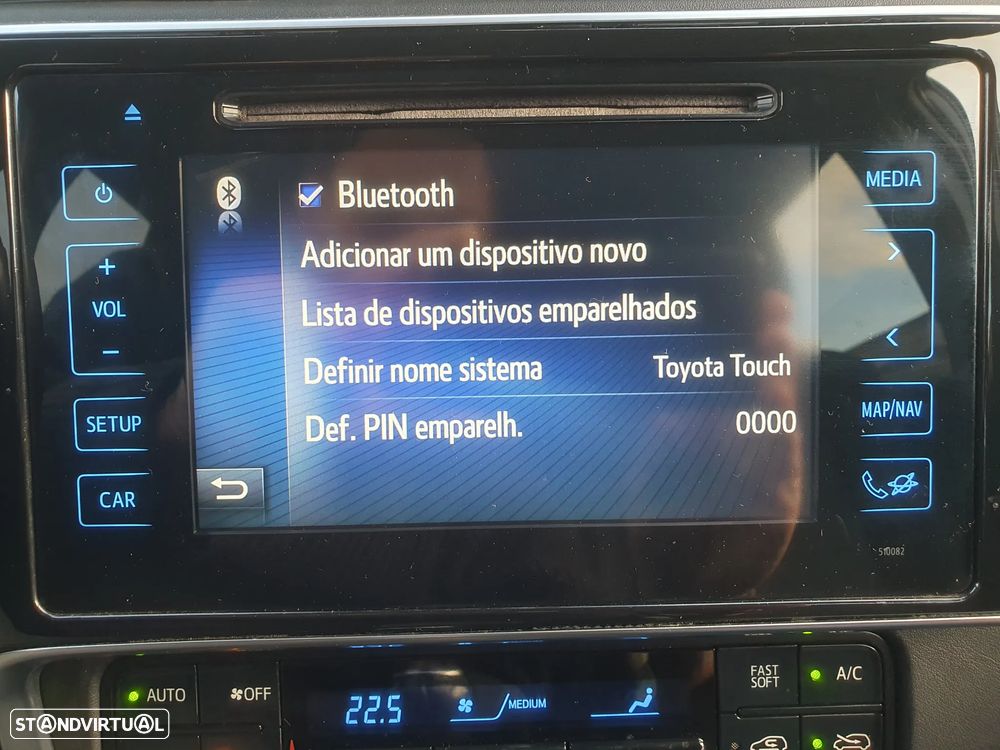 Bluetooth
MEDIA
Adicionar um dispositivo novo
+
VOL
Lista de dispositivos emparelhados
-
Definir nome sistema Toyota Touch
SETUP
MAP/NAV
Def. PIN emparelh. 0000
CAR
510082
AUTO
OFF
22.5
MEDIUM
FAST
SOFT
A/C
STANDVIRTUAL